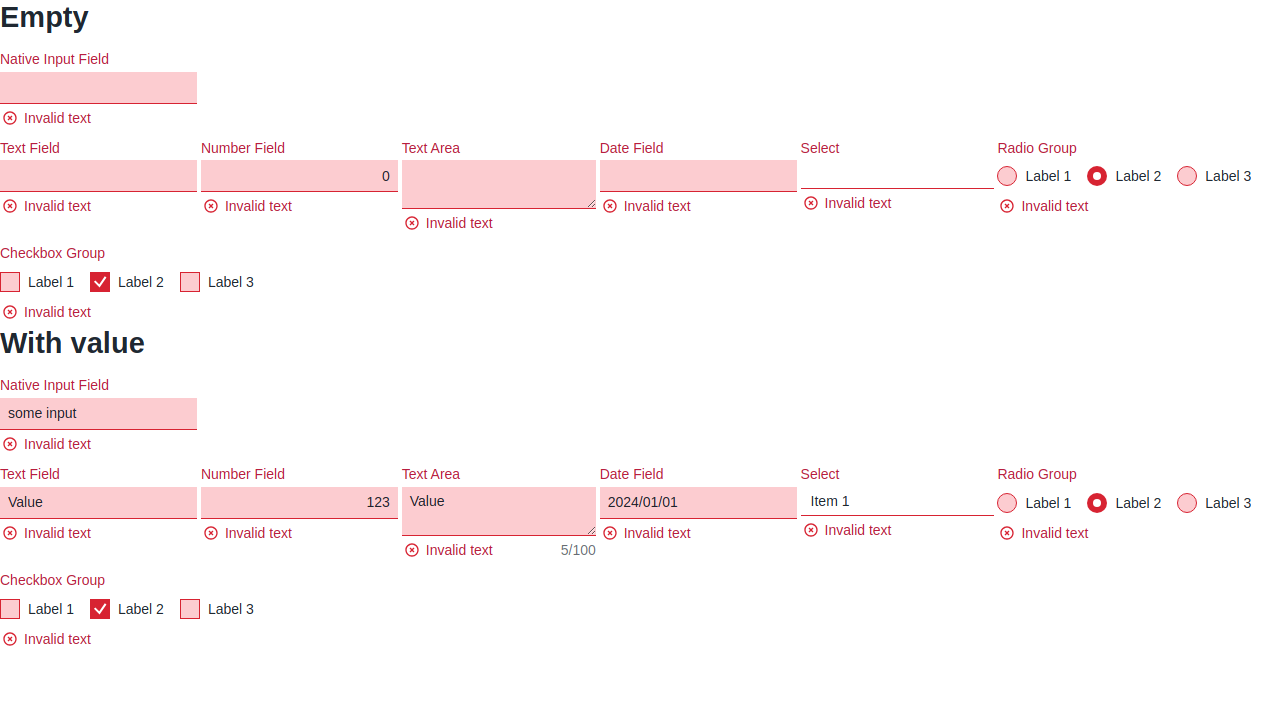 Empty
Native Input Field
Invalid text
Text Field Number Field Text Area Date Field Select Radio Group
0 Label 1 Label 2 Label 3
Invalid text Invalid text Invalid text Invalid text Invalid text Invalid text
Checkbox Group
Label 1 Label 2 Label 3
Invalid text
With value
Native Input Field
some input
Invalid text
Text Field Number Field Text Area Date Field Select Radio Group
Value 123 Value 2024/01/01 Item 1 Label 1 Label 2 Label 3
Invalid text Invalid text Invalid text 5/100 Invalid text Invalid text Invalid text
Checkbox Group
Label 1 Label 2 Label 3
Invalid text